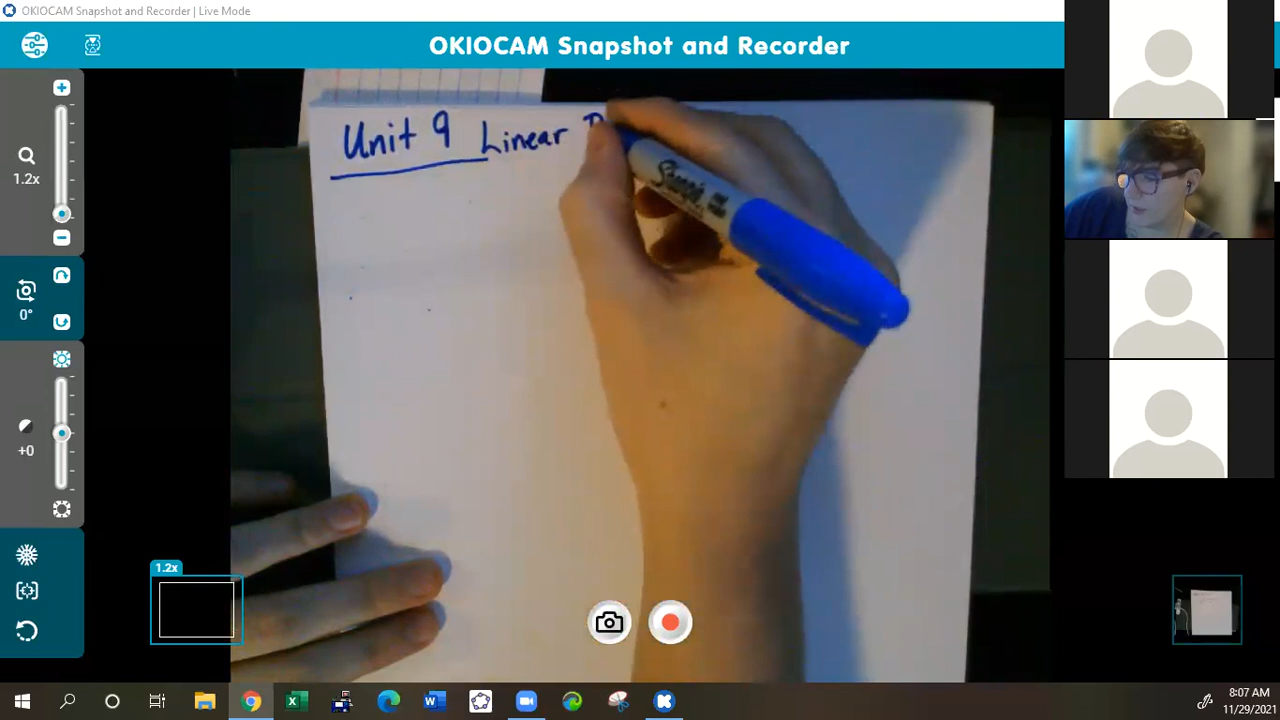 OKIOCAM Snapshot and Recorder | Live Mode
OKIOCAM Snapshot and Recorder
Unit 9 Linear
Sharpie
1.2x
0°
+0
1.2x
8:07 AM
11/29/2021